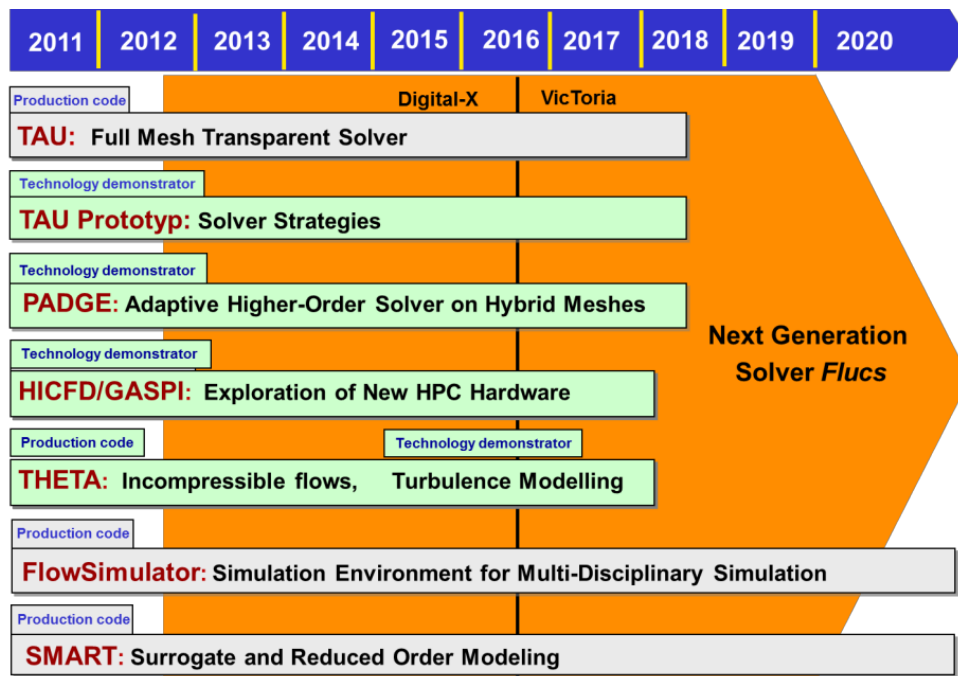 2011 2012 2013 2014 2015 2016 2017 2018 2019 2020
Digital-X VicToria
Production code
TAU: Full Mesh Transparent Solver
Technology demonstrator
TAU Prototyp: Solver Strategies
Technology demonstrator
PADGE: Adaptive Higher-Order Solver on Hybrid Meshes
Next Generation
Solver Flucs
Technology demonstrator
HICFD/GASPI: Exploration of New HPC Hardware
Production code Technology demonstrator
THETA: Incompressible flows, Turbulence Modelling
Production code
FlowSimulator: Simulation Environment for Multi-Disciplinary Simulation
Production code
SMART: Surrogate and Reduced Order Modeling